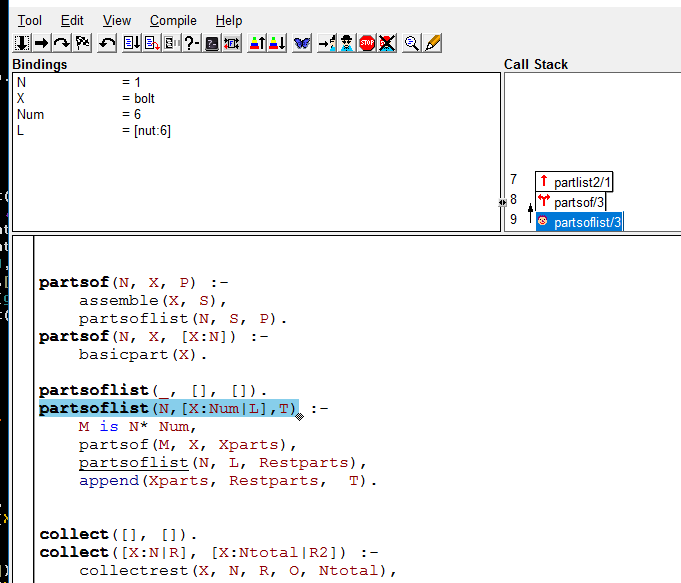 Tool Edit View Compile Help
Bindings
Call Stack
N = 1
X = bolt
Num = 6
L = [nut:6]
7 partlist2/1
8 partsof/3
9 partsoflist/3
partsof(N, X, P) :-
assemble(X, S),
partsoflist(N, S, P).
partsof(N, X, [X:N]) :-
basicpart(X).
partsoflist(_, [], []).
partsoflist(N,[X:Num|L],T) :-
M is N* Num,
partsof(M, X, Xparts),
partsoflist(N, L, Restparts),
append(Xparts, Restparts,  T).
collect([], []).
collect([X:N|R], [X:Ntotal|R2]) :-
collectrest(X, N, R, O, Ntotal),